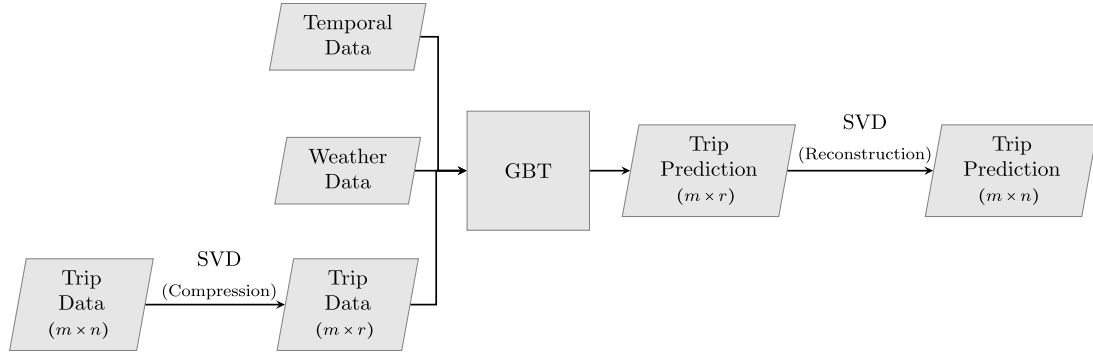 Temporal
Data
Weather
Data
GBT
Trip
Prediction
(m × r)
SVD
(Reconstruction)
Trip
Prediction
(m × n)
Trip
Data
(m × n)
SVD
(Compression)
Trip
Data
(m × r)